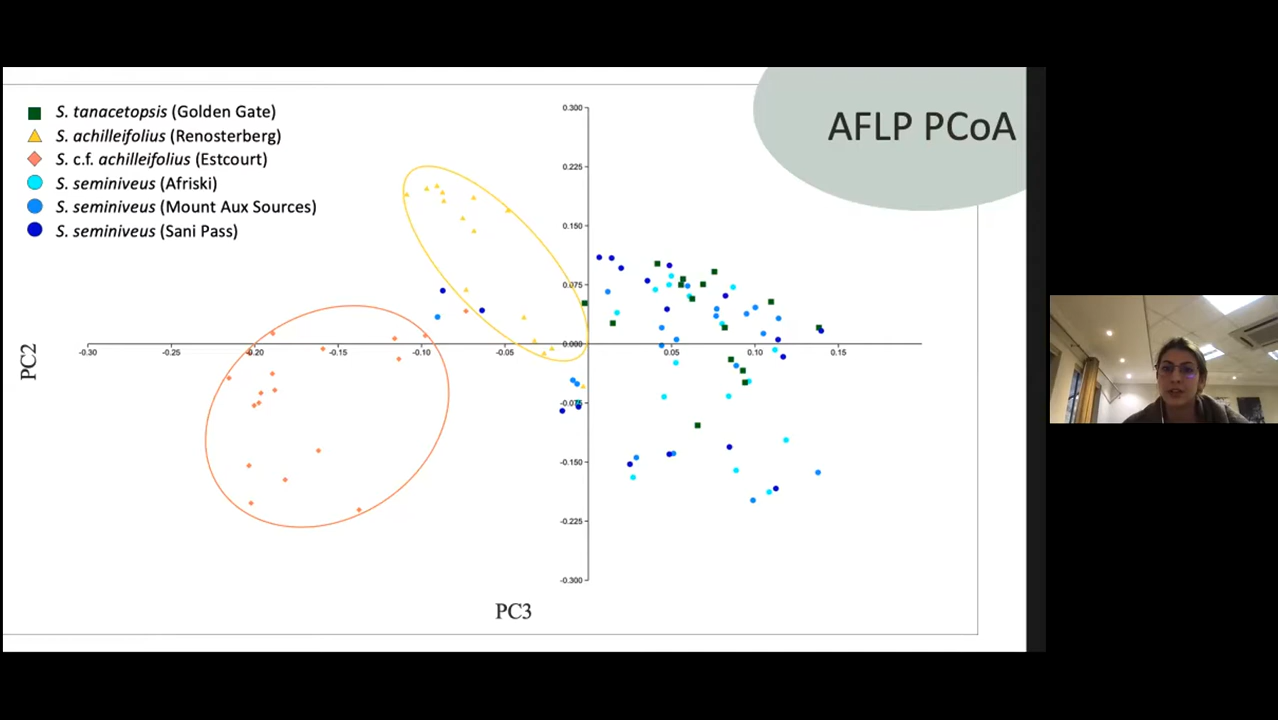 AFLP PCoA
S. tanacetopsis (Golden Gate)
S. achilleifolius (Renosterberg)
S. c.f. achilleifolius (Estcourt)
S. seminiveus (Afriski)
S. seminiveus (Mount Aux Sources)
S. seminiveus (Sani Pass)
0.300
0.225
0.150
0.075
0.000
-0.075
-0.150
-0.225
-0.300
-0.30
-0.25
-0.20
-0.15
-0.10
-0.05
0.05
0.10
0.15
PC2
PC3